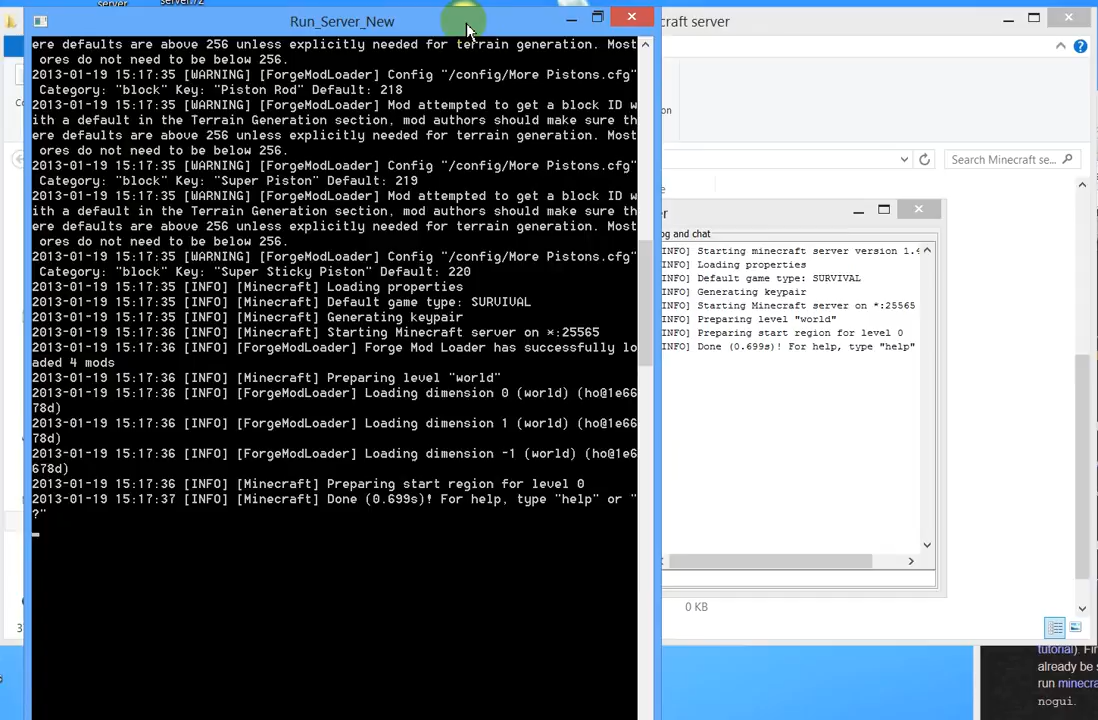 server
server72
Run_Server_New
craft server
ere defaults are above 256 unless explicitly needed for terrain generation. Most
ores do not need to be below 256.
2013-01-19 15:17:35 [WARNING] [ForgeModLoader] Config "/config/More Pistons.cfg"
Category: "block" Key: "Piston Rod" Default: 218
2013-01-19 15:17:35 [WARNING] [ForgeModLoader] Mod attempted to get a block ID w
ith a default in the Terrain Generation section, mod authors should make sure th
ere defaults are above 256 unless explicitly needed for terrain generation. Most
ores do not need to be below 256.
2013-01-19 15:17:35 [WARNING] [ForgeModLoader] Config "/config/More Pistons.cfg"
Category: "block" Key: "Super Piston" Default: 219
2013-01-19 15:17:35 [WARNING] [ForgeModLoader] Mod attempted to get a block ID w
ith a default in the Terrain Generation section, mod authors should make sure th
ere defaults are above 256 unless explicitly needed for terrain generation. Most
ores do not need to be below 256.
2013-01-19 15:17:35 [WARNING] [ForgeModLoader] Config "/config/More Pistons.cfg"
Category: "block" Key: "Super Sticky Piston" Default: 220
2013-01-19 15:17:35 [INFO] [Minecraft] Loading properties
2013-01-19 15:17:35 [INFO] [Minecraft] Default game type: SURVIVAL
2013-01-19 15:17:35 [INFO] [Minecraft] Generating keypair
2013-01-19 15:17:36 [INFO] [Minecraft] Starting Minecraft server on *:25565
2013-01-19 15:17:36 [INFO] [ForgeModLoader] Forge Mod Loader has successfully lo
aded 4 mods
2013-01-19 15:17:36 [INFO] [Minecraft] Preparing level "world"
2013-01-19 15:17:36 [INFO] [ForgeModLoader] Loading dimension 0 (world) (ho@1e66
78d)
2013-01-19 15:17:36 [INFO] [ForgeModLoader] Loading dimension 1 (world) (ho@1e66
78d)
2013-01-19 15:17:36 [INFO] [ForgeModLoader] Loading dimension -1 (world) (ho@1e6
678d)
2013-01-19 15:17:36 [INFO] [Minecraft] Preparing start region for level 0
2013-01-19 15:17:37 [INFO] [Minecraft] Done (0.699s)! For help, type "help" or "
?"
on
Search Minecraft se...
e
er
og and chat
INFO] Starting minecraft server version 1.4
INFO] Loading properties
INFO] Default game type: SURVIVAL
INFO] Generating keypair
INFO] Starting Minecraft server on *:25565
INFO] Preparing level "world"
INFO] Preparing start region for level 0
INFO] Done (0.699s)! For help, type "help"
0 KB
tutorial). Fi
already be s
run minecra
nogui.